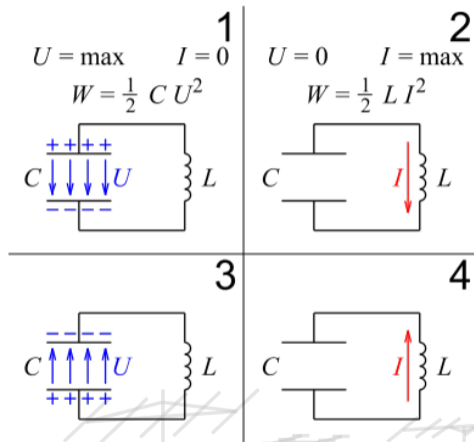 1
U = max I = 0
W = ½ C U²
++++
C U L
––––
2
U = 0 I = max
W = ½ L I²
C I L
3
––––
C U L
++++
4
C I L